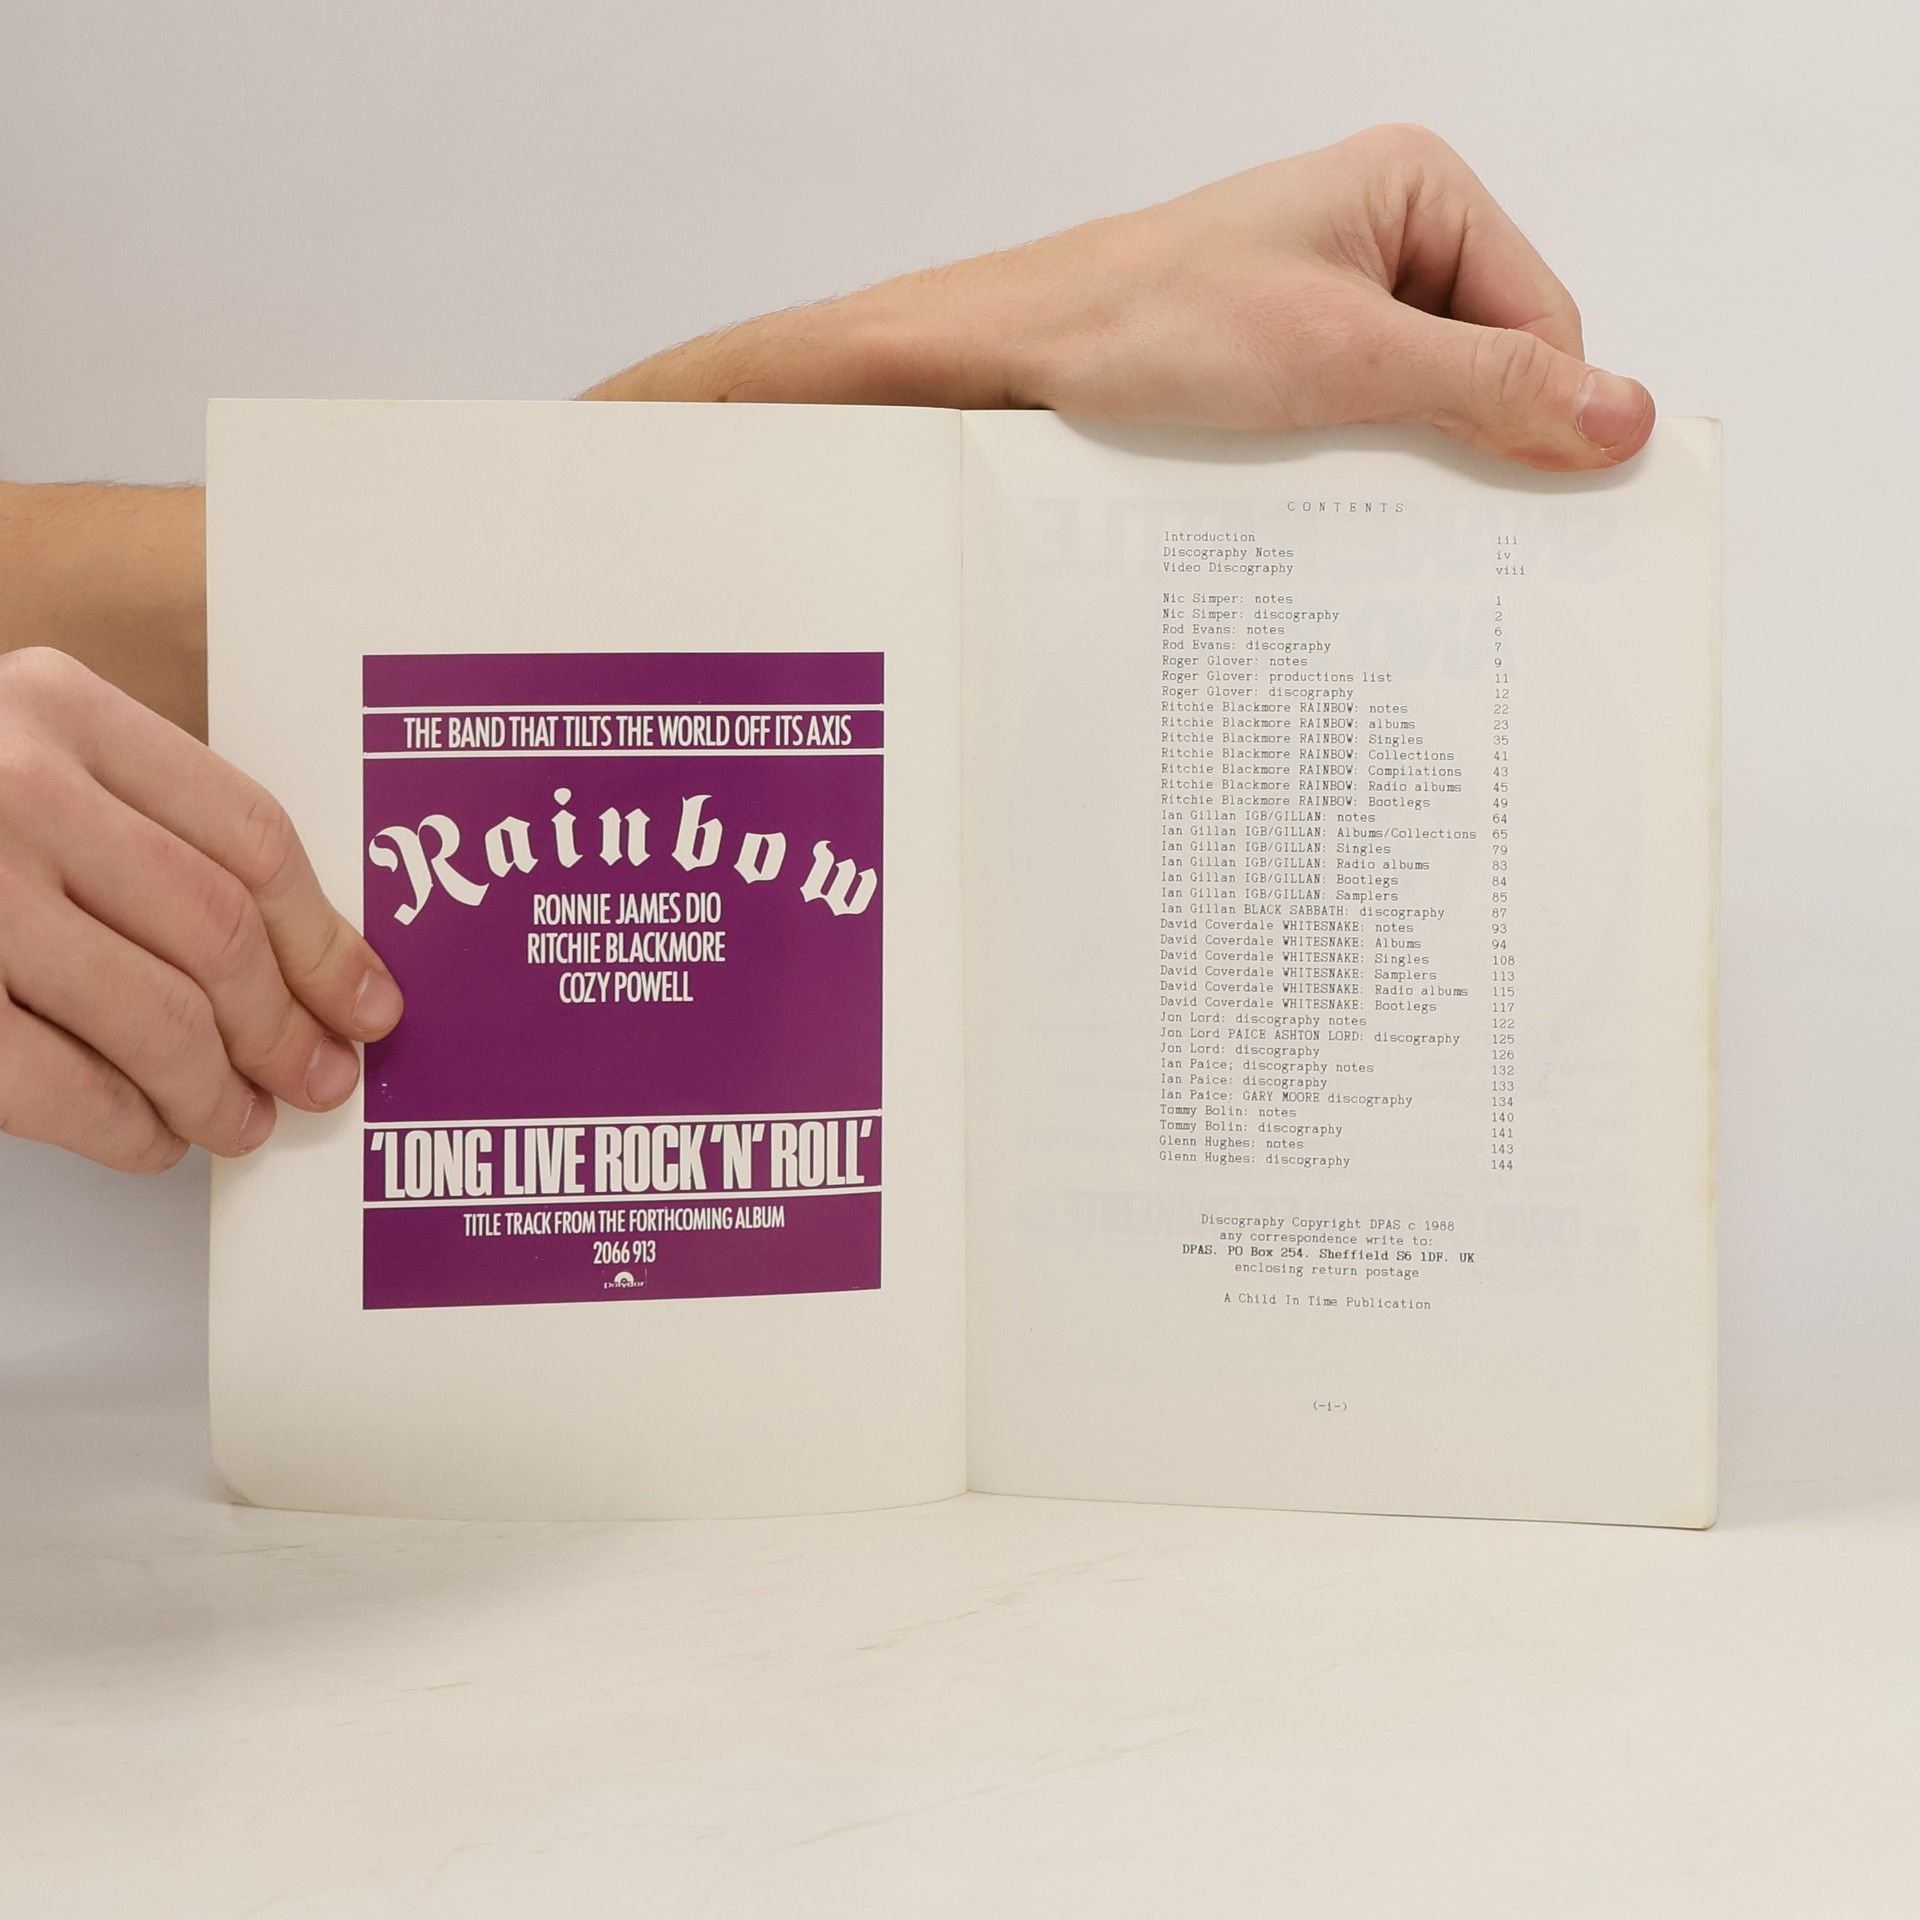 THE BAND THAT TILTS THE WORLD OFF ITS AXIS
Rainbow
RONNIE JAMES DIO
RITCHIE BLACKMORE
COZY POWELL
'LONG LIVE ROCK 'N' ROLL'
TITLE TRACK FROM THE FORTHCOMING ALBUM
2066 913
polydor
CONTENTS
Introduction iii
Discography Notes iv
Video Discography viii
Nic Simper: notes 1
Nic Simper: discography 2
Rod Evans: notes 6
Rod Evans: discography 7
Roger Glover: notes 9
Roger Glover: productions list 11
Roger Glover: discography 12
Ritchie Blackmore RAINBOW: notes 22
Ritchie Blackmore RAINBOW: albums 23
Ritchie Blackmore RAINBOW: Singles 35
Ritchie Blackmore RAINBOW: Collections 41
Ritchie Blackmore RAINBOW: Compilations 43
Ritchie Blackmore RAINBOW: Radio albums 45
Ritchie Blackmore RAINBOW: Bootlegs 49
Ian Gillan IGB/GILLAN: notes 64
Ian Gillan IGB/GILLAN: Albums/Collections 65
Ian Gillan IGB/GILLAN: Singles 79
Ian Gillan IGB/GILLAN: Radio albums 83
Ian Gillan IGB/GILLAN: Bootlegs 84
Ian Gillan IGB/GILLAN: Samplers 85
Ian Gillan BLACK SABBATH: discography 87
David Coverdale WHITESNAKE: notes 93
David Coverdale WHITESNAKE: Albums 94
David Coverdale WHITESNAKE: Singles 108
David Coverdale WHITESNAKE: Samplers 113
David Coverdale WHITESNAKE: Radio albums 115
David Coverdale WHITESNAKE: Bootlegs 117
Jon Lord: discography notes 122
Jon Lord PAICE ASHTON LORD: discography 125
Jon Lord: discography 126
Ian Paice; discography notes 132
Ian Paice: discography 133
Ian Paice; GARY MOORE discography 134
Tommy Bolin: notes 140
Tommy Bolin: discography 141
Glenn Hughes: notes 143
Glenn Hughes: discography 144
Discography Copyright DPAS c 1988
any correspondence write to:
DPAS. PO Box 254. Sheffield S6 1DF. UK
enclosing return postage
A Child In Time Publication
(-i-)